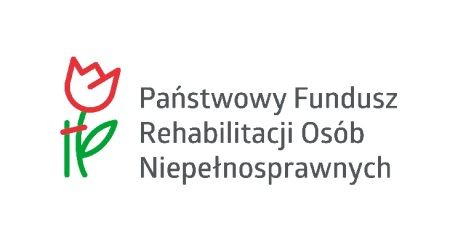 Państwowy Fundusz
Rehabilitacji Osób
Niepełnosprawnych